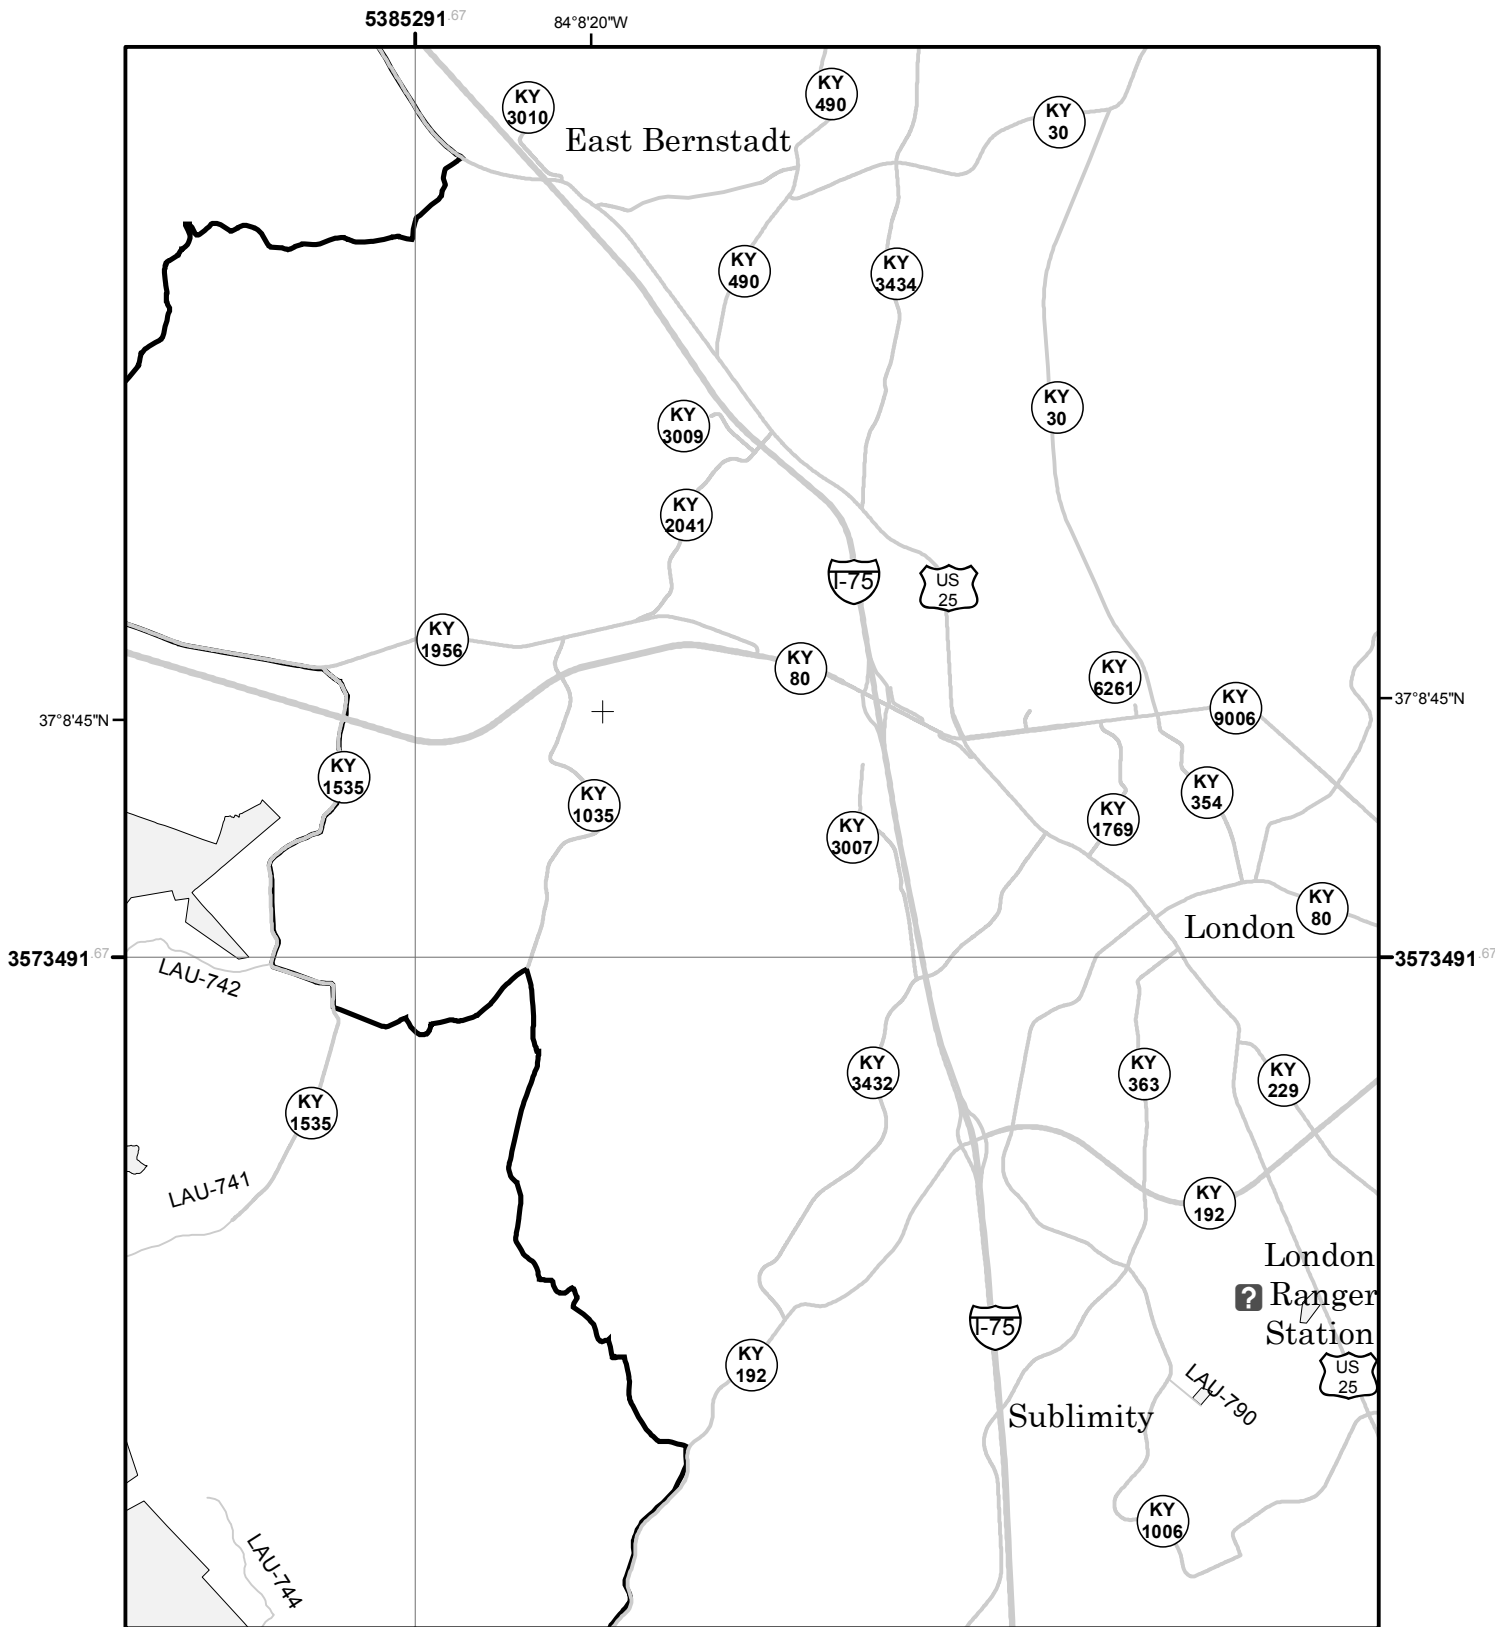 5385291.67
84°8'20"W
KY
3010
KY
490
KY
30
East Bernstadt
KY
490
KY
3434
KY
30
KY
3009
KY
2041
I-75
US
25
KY
1956
KY
80
KY
6261
KY
9006
37°8'45"N
37°8'45"N
KY
1535
KY
1035
KY
3007
KY
1769
KY
354
KY
80
London
3573491.67
3573491.67
LAU-742
KY
3432
KY
363
KY
229
KY
1535
LAU-741
KY
192
London
? Ranger
Station
I-75
KY
192
US
25
LAU-790
Sublimity
KY
1006
LAU-744